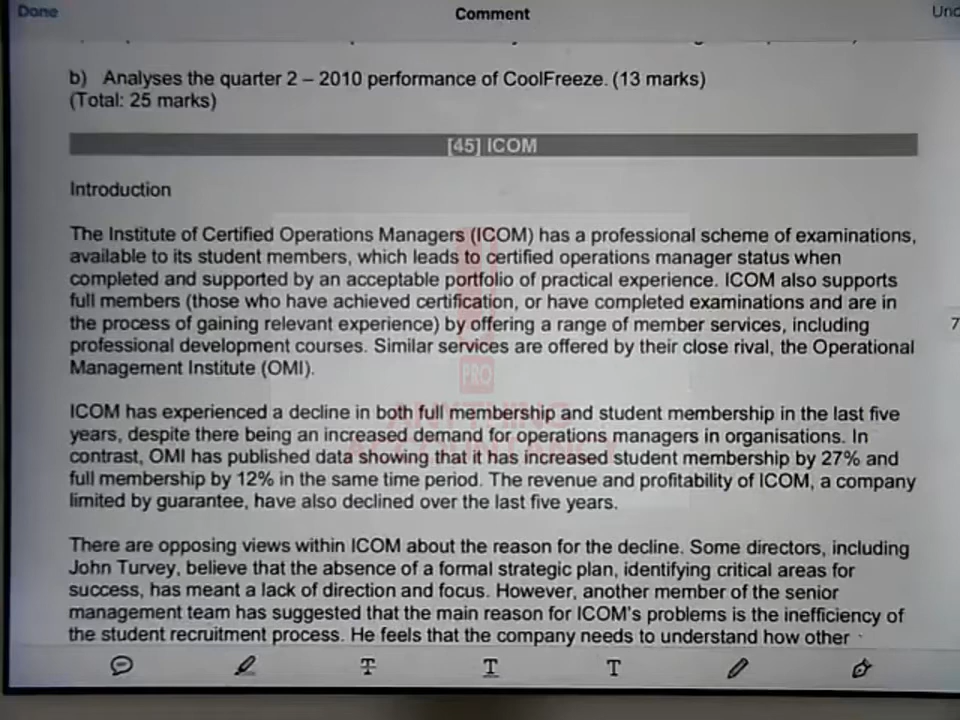 Done
Comment
b) Analyses the quarter 2 – 2010 performance of CoolFreeze. (13 marks)
(Total: 25 marks)
[45] ICOM
Introduction
The Institute of Certified Operations Managers (ICOM) has a professional scheme of examinations,
available to its student members, which leads to certified operations manager status when
completed and supported by an acceptable portfolio of practical experience. ICOM also supports
full members (those who have achieved certification, or have completed examinations and are in
the process of gaining relevant experience) by offering a range of member services, including
professional development courses. Similar services are offered by their close rival, the Operational
Management Institute (OMI).
PRO
ICOM has experienced a decline in both full membership and student membership in the last five
years, despite there being an increased demand for operations managers in organisations. In
contrast, OMI has published data showing that it has increased student membership by 27% and
full membership by 12% in the same time period. The revenue and profitability of ICOM, a company
limited by guarantee, have also declined over the last five years.
There are opposing views within ICOM about the reason for the decline. Some directors, including
John Turvey, believe that the absence of a formal strategic plan, identifying critical areas for
success, has meant a lack of direction and focus. However, another member of the senior
management team has suggested that the main reason for ICOM's problems is the inefficiency of
the student recruitment process. He feels that the company needs to understand how other
T
T
T